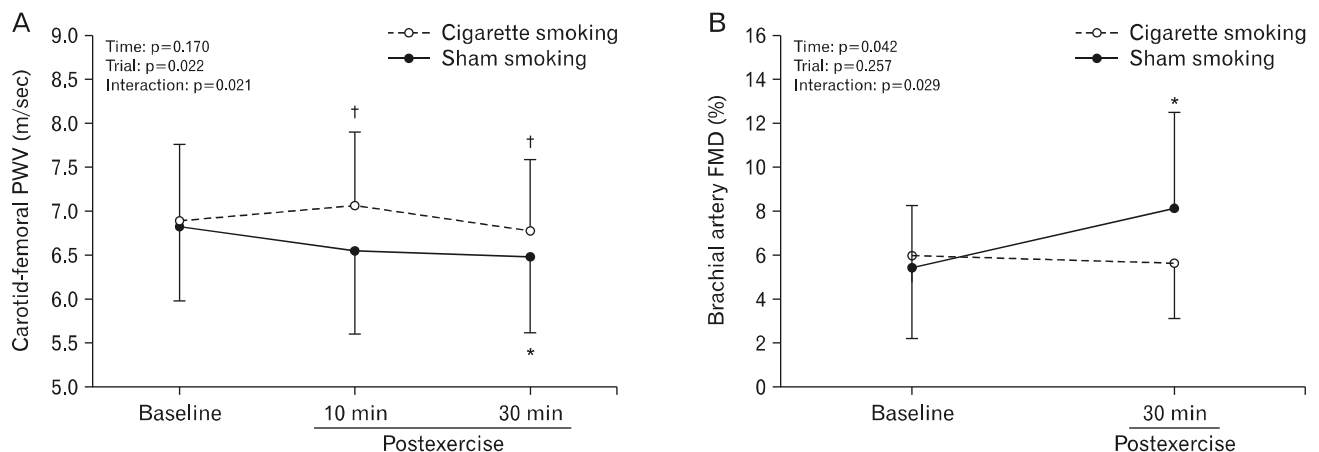 A
Carotid-femoral PWV (m/sec)
9.0
8.5
8.0
7.5
7.0
6.5
6.0
5.5
5.0
Time: p=0.170
Trial: p=0.022
Interaction: p=0.021
Cigarette smoking
Sham smoking
†
†
*
Baseline
10 min
30 min
Postexercise
B
Brachial artery FMD (%)
16
14
12
10
8
6
4
2
0
Time: p=0.042
Trial: p=0.257
Interaction: p=0.029
Cigarette smoking
Sham smoking
*
Baseline
30 min
Postexercise